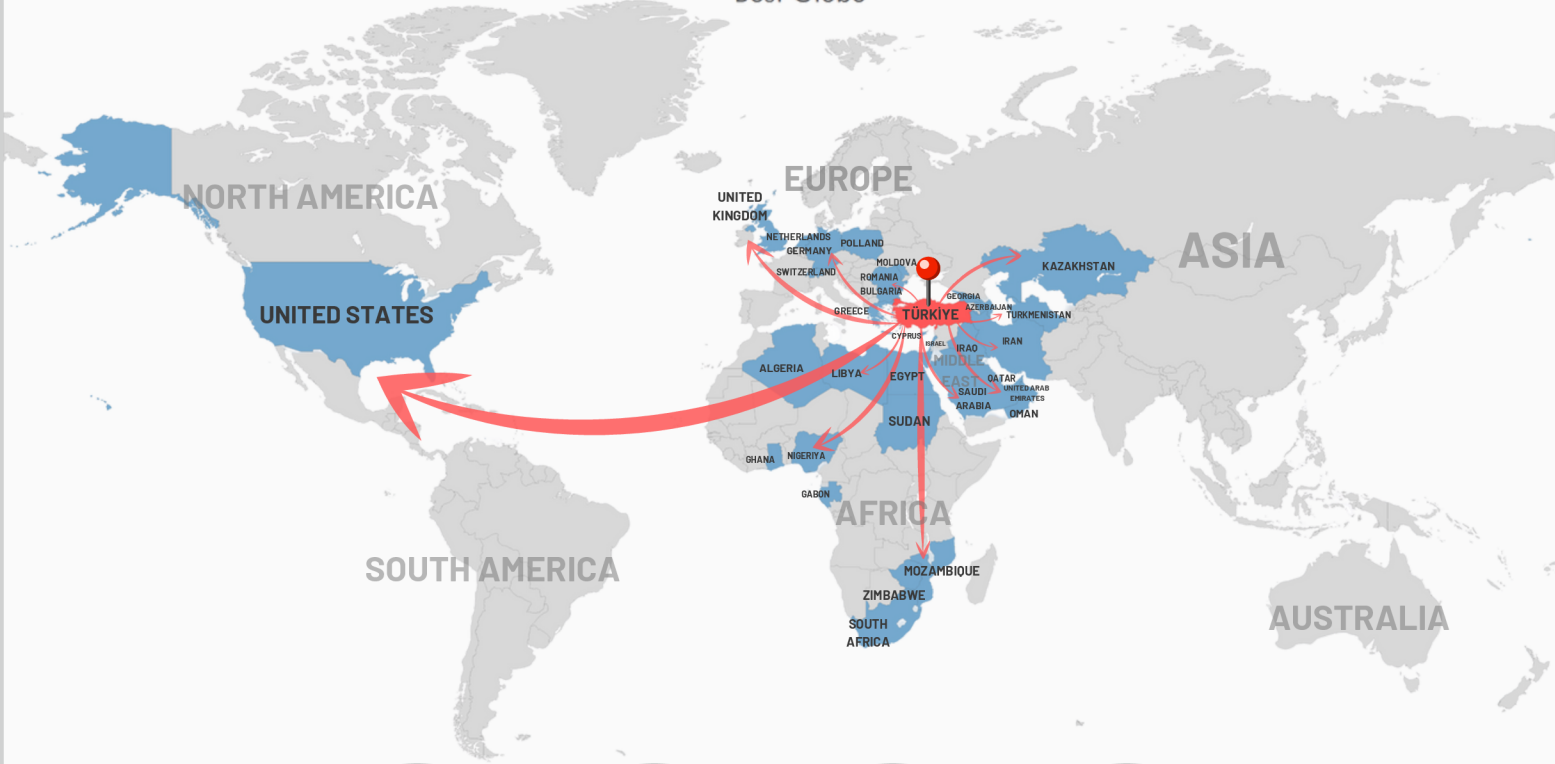 EUROPE
NORTH AMERICA
UNITED
KINGDOM
NETHERLANDS
POLLAND
GERMANY
ASIA
MOLDOVA
KAZAKHSTAN
SWITZERLAND
ROMANIA
BULGARIA
GEORGIA
AZERBAIJAN
GREECE
TÜRKİYE
TURKMENISTAN
UNITED STATES
CYPRUS
ISRAEL
IRAQ
IRAN
MIDDLE
EAST
ALGERIA
LIBYA
EGYPT
QATAR
UNITED ARAB
EMIRATES
SAUDI
ARABIA
OMAN
SUDAN
GHANA
NIGERIYA
GABON
AFRICA
SOUTH AMERICA
MOZAMBIQUE
ZIMBABWE
SOUTH
AFRICA
AUSTRALIA